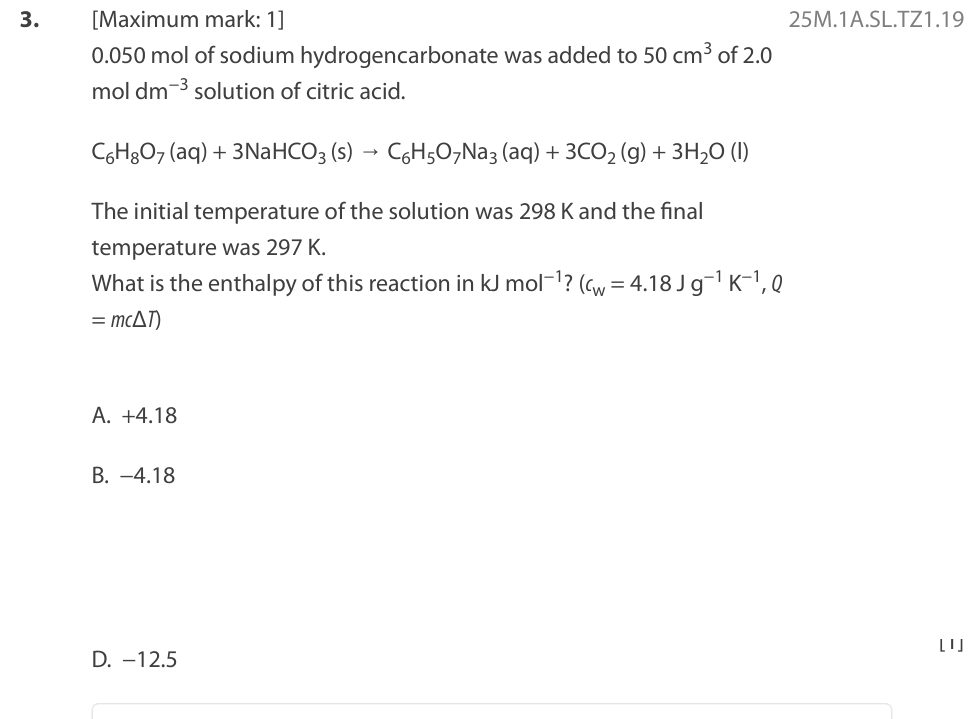 3. [Maximum mark: 1] 25M.1A.SL.TZ1.19
0.050 mol of sodium hydrogencarbonate was added to 50 cm³ of 2.0
mol dm⁻³ solution of citric acid.
C₆H₈O₇ (aq) + 3NaHCO₃ (s) → C₆H₅O₇Na₃ (aq) + 3CO₂ (g) + 3H₂O (l)
The initial temperature of the solution was 298 K and the final
temperature was 297 K.
What is the enthalpy of this reaction in kJ mol⁻¹? (c_w = 4.18 J g⁻¹ K⁻¹, Q
= mcΔT)
A. +4.18
B. −4.18
D. −12.5